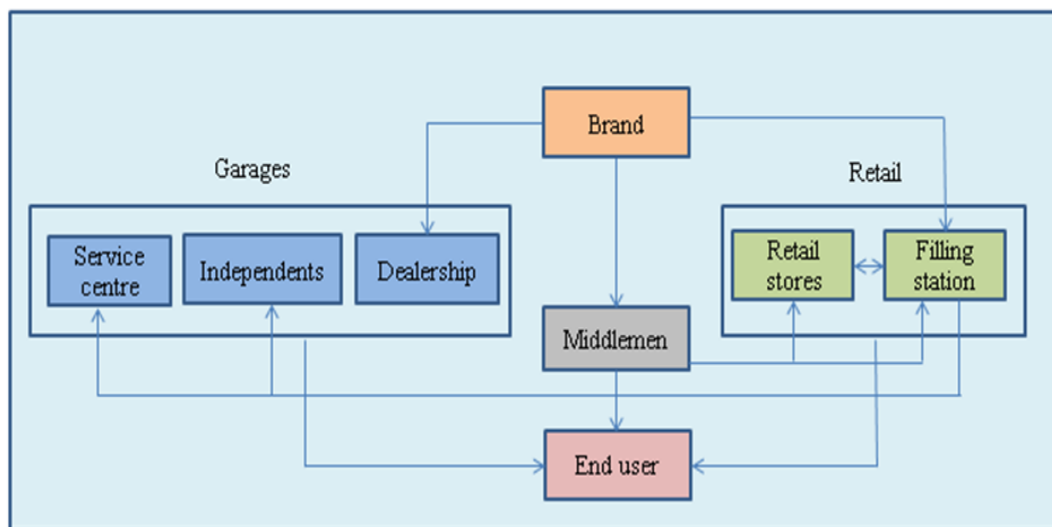 Brand
Garages
Retail
Service
centre
Independents
Dealership
Retail
stores
Filling
station
Middlemen
End user